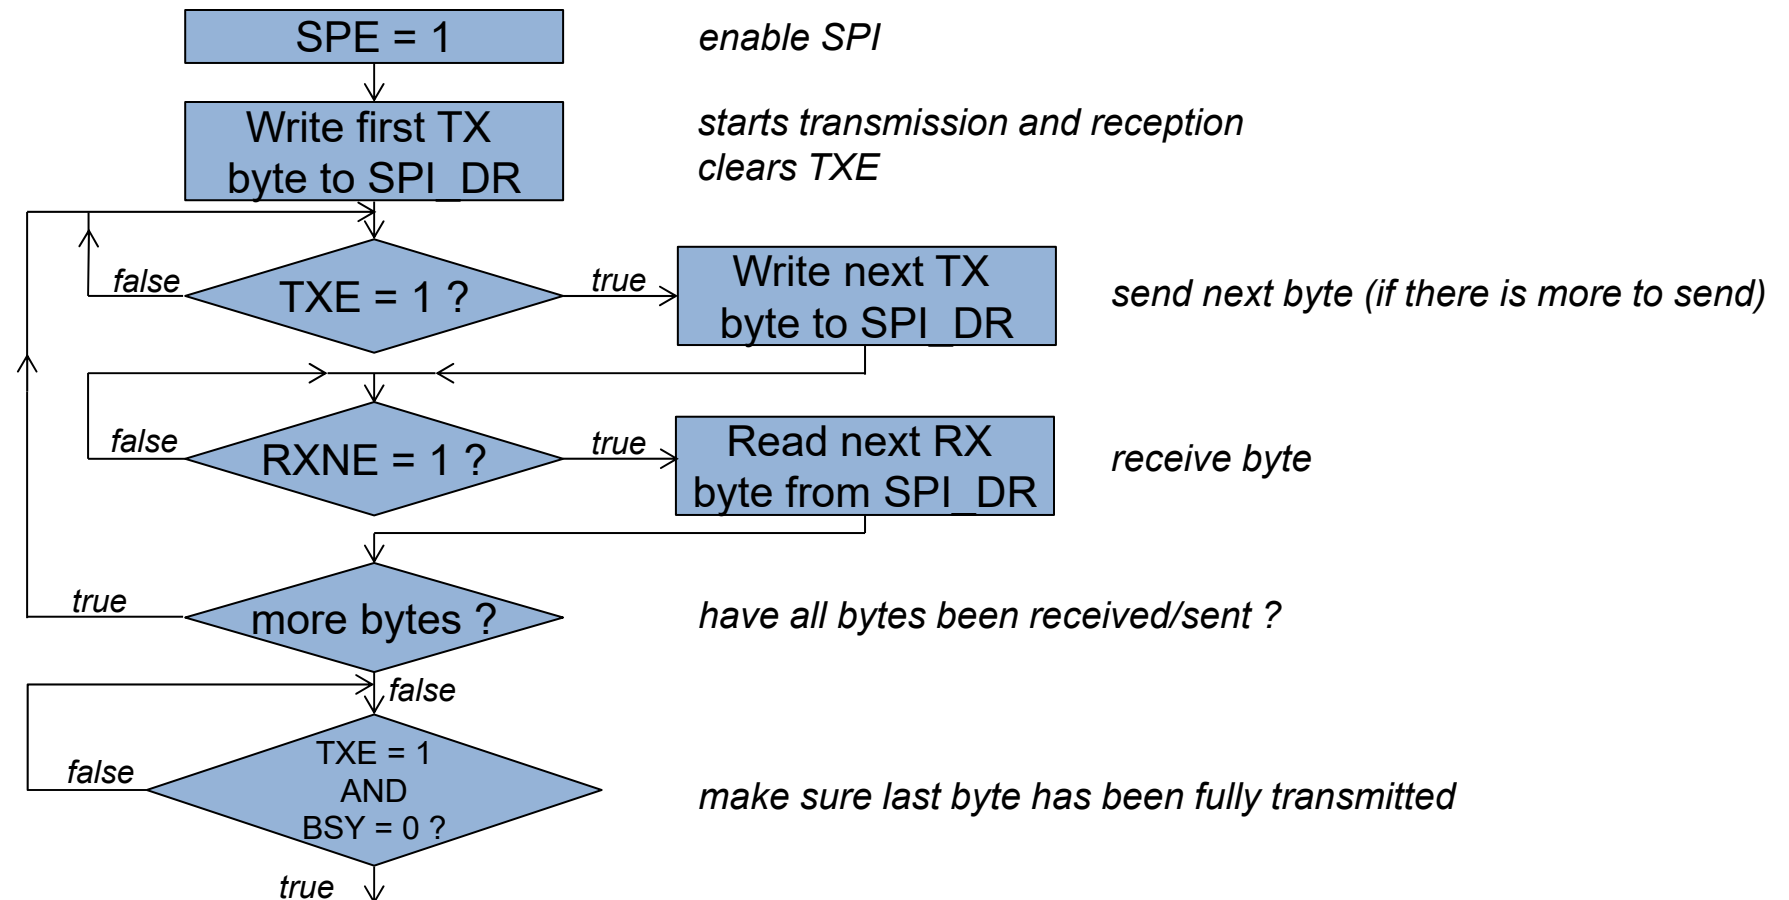 SPE = 1
enable SPI
Write first TX
byte to SPI_DR
starts transmission and reception
clears TXE
false
TXE = 1 ?
true
Write next TX
byte to SPI_DR
send next byte (if there is more to send)
false
RXNE = 1 ?
true
Read next RX
byte from SPI_DR
receive byte
true
more bytes ?
have all bytes been received/sent ?
false
false
TXE = 1
AND
BSY = 0 ?
make sure last byte has been fully transmitted
true